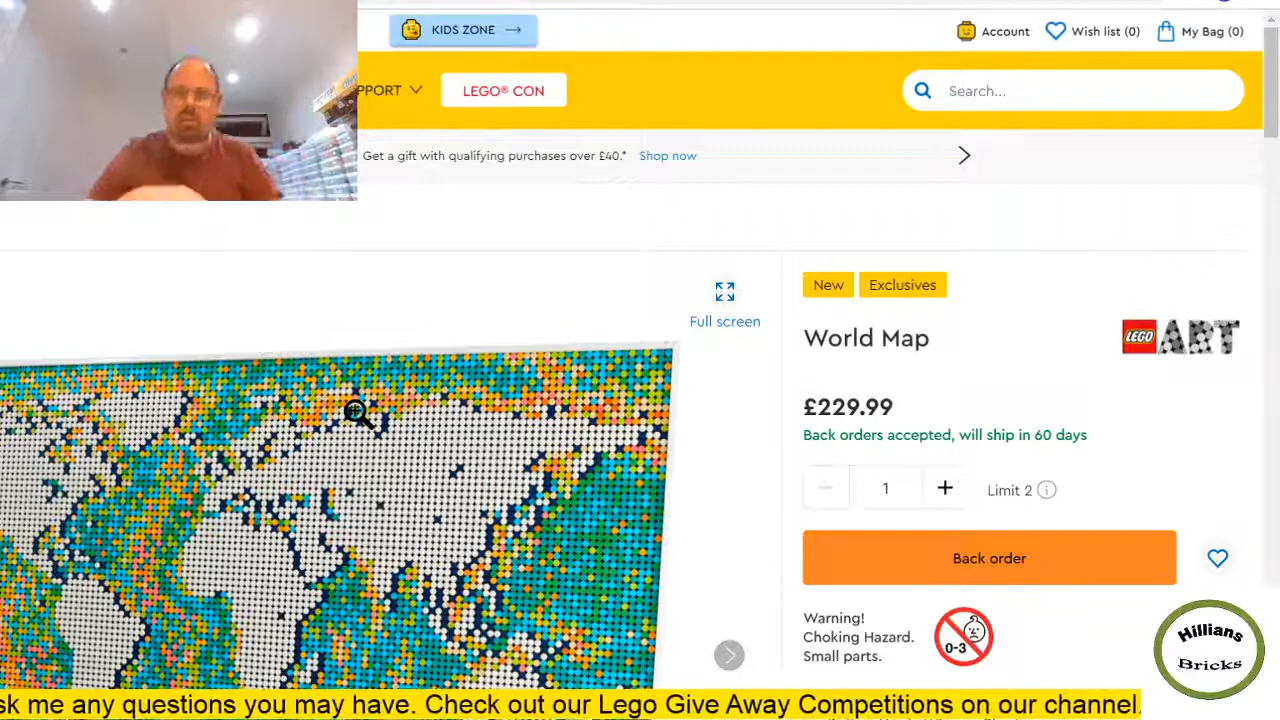 KIDS ZONE
Account
Wish list (0)
My Bag (0)
PPORT
LEGO® CON
Search...
Get a gift with qualifying purchases over £40.* Shop now
Full screen
New
Exclusives
World Map
LEGO ART
£229.99
Back orders accepted, will ship in 60 days
1
Limit 2
Back order
Warning!
Choking Hazard.
Small parts.
0-3
Hillians
Bricks
sk me any questions you may have. Check out our Lego Give Away Competitions on our channel.